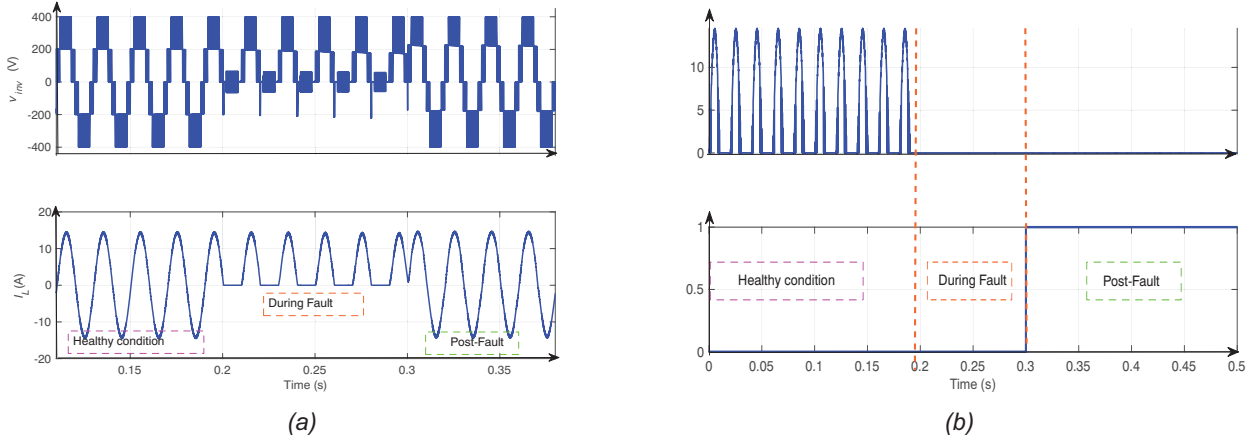 400
200
0
-200
-400
v_inv (V)
20
10
0
-10
-20
I_L (A)
During Fault
Healthy condition
Post-Fault
0.15
0.2
0.25
0.3
0.35
Time (s)
(a)
15
10
5
0
1
0.5
0
Healthy condition
During Fault
Post-Fault
0
0.05
0.1
0.15
0.2
0.25
0.3
0.35
0.4
0.45
0.5
Time (s)
(b)